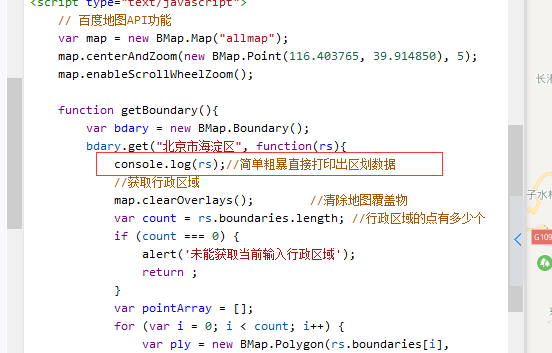 <script type="text/javascript">
// 百度地图API功能
var map = new BMap.Map("allmap");
map.centerAndZoom(new BMap.Point(116.403765, 39.914850), 5);
map.enableScrollWheelZoom();
function getBoundary(){
var bdary = new BMap.Boundary();
bdary.get("北京市海淀区", function(rs){
console.log(rs);//简单粗暴直接打印出区划数据
//获取行政区域
map.clearOverlays(); //清除地图覆盖物
var count = rs.boundaries.length; //行政区域的点有多少个
if (count === 0) {
alert('未能获取当前输入行政区域');
return ;
}
var pointArray = [];
for (var i = 0; i < count; i++) {
var ply = new BMap.Polygon(rs.boundaries[i],
长
子水
G109